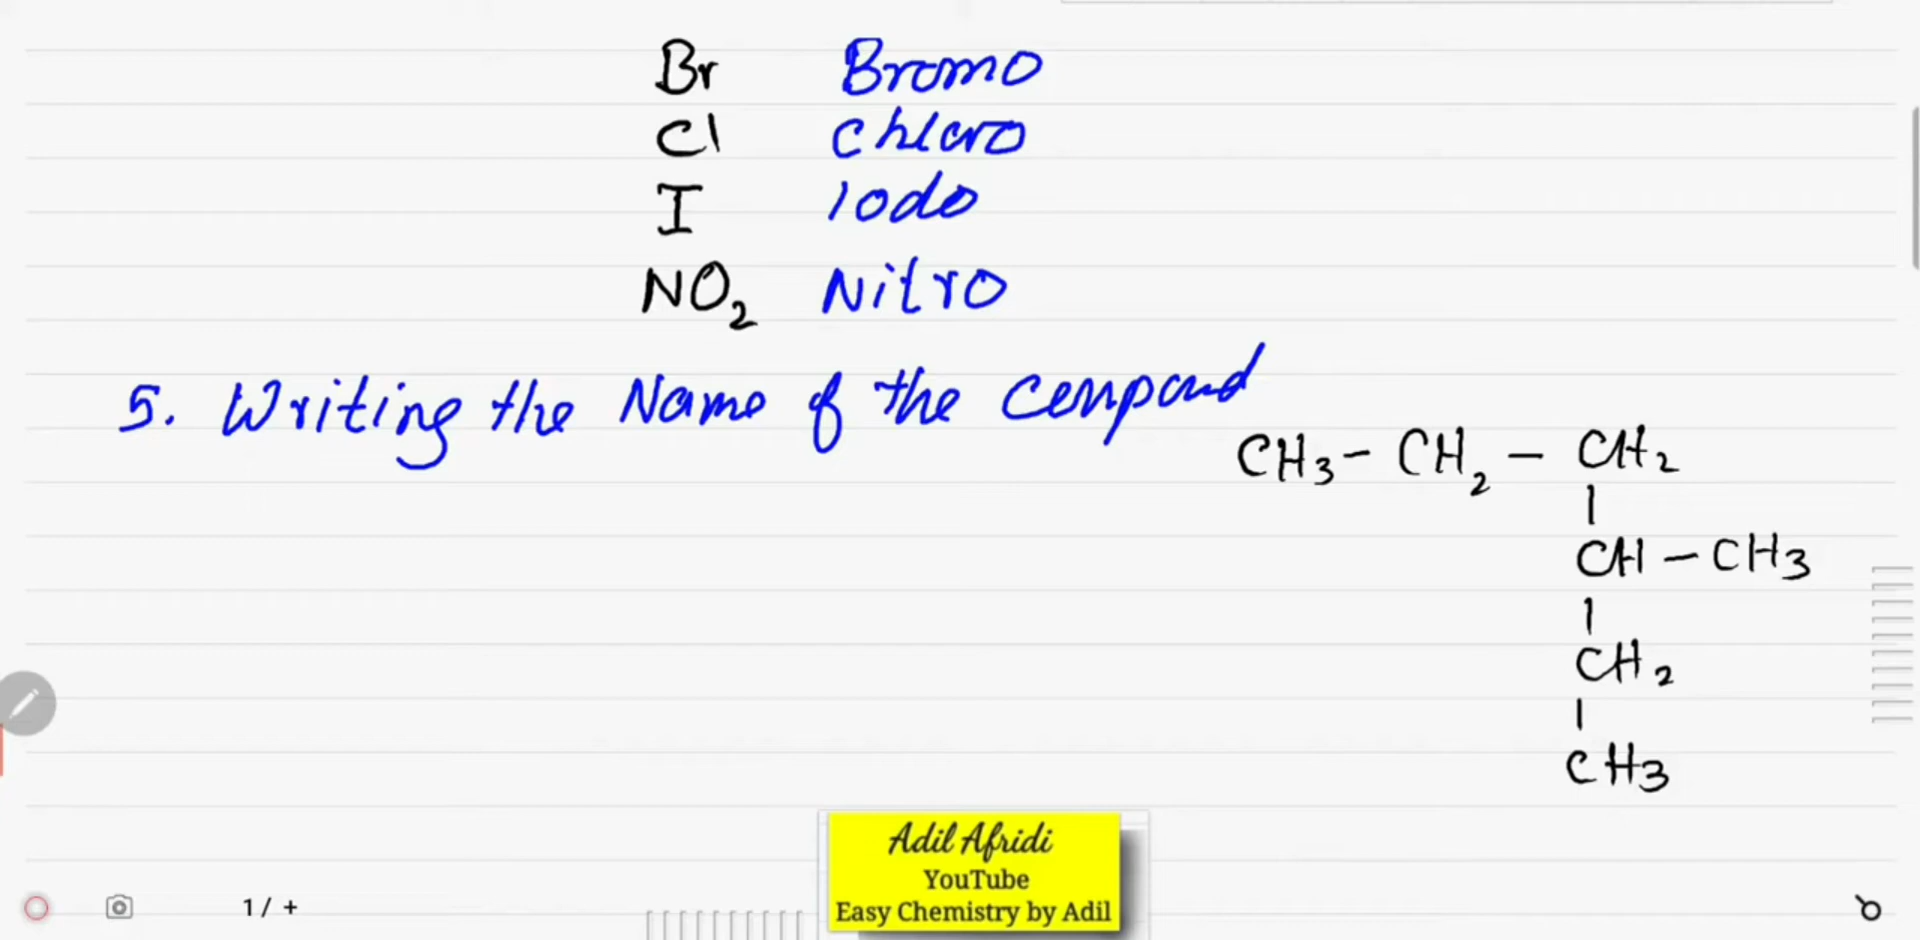 Br Bromo
Cl Chloro
I Iodo
NO₂ Nitro
5. Writing the Name of the Compound
CH₃ – CH₂ – CH₂
|
CH – CH₃
|
CH₂
|
CH₃
Adil Afridi
YouTube
Easy Chemistry by Adil
1 / +